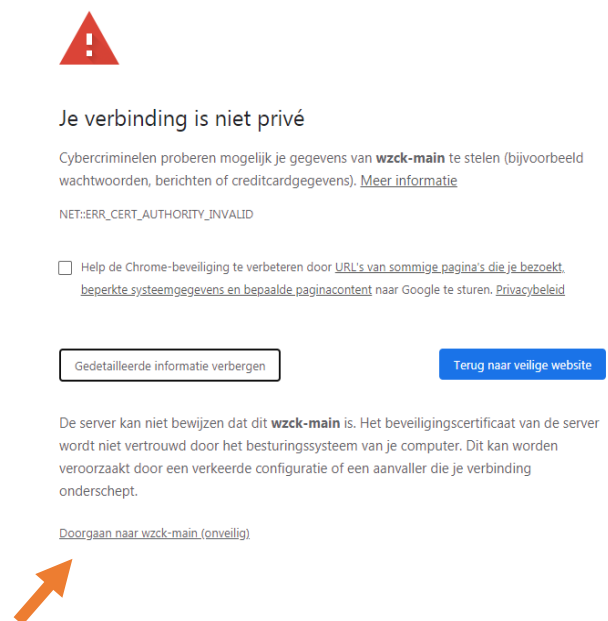 Je verbinding is niet privé
Cybercriminelen proberen mogelijk je gegevens van wzck-main te stelen (bijvoorbeeld
wachtwoorden, berichten of creditcardgegevens). Meer informatie
NET::ERR_CERT_AUTHORITY_INVALID
Help de Chrome-beveiliging te verbeteren door URL's van sommige pagina's die je bezoekt,
beperkte systeemgegevens en bepaalde paginacontent naar Google te sturen. Privacybeleid
Gedetailleerde informatie verbergen
Terug naar veilige website
De server kan niet bewijzen dat dit wzck-main is. Het beveiligingscertificaat van de server
wordt niet vertrouwd door het besturingssysteem van je computer. Dit kan worden
veroorzaakt door een verkeerde configuratie of een aanvaller die je verbinding
onderschept.
Doorgaan naar wzck-main (onveilig)